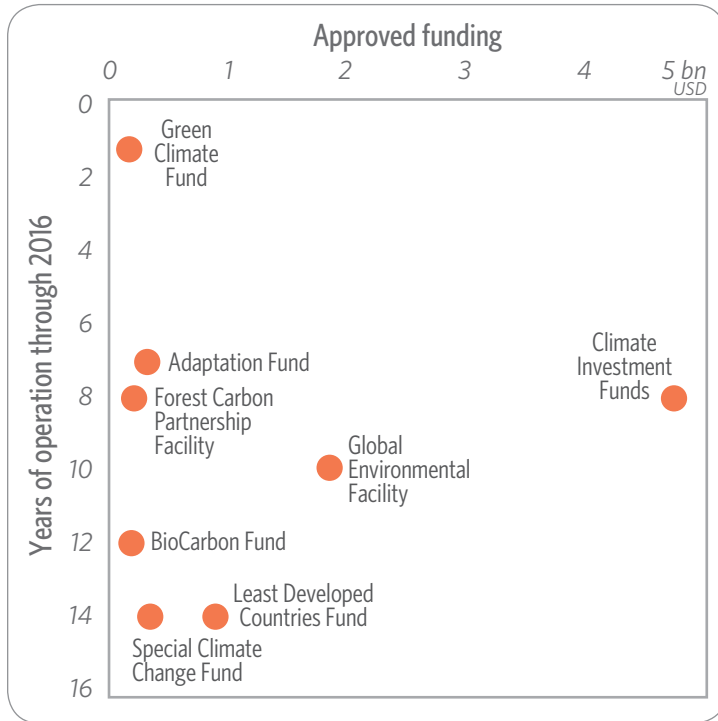 Approved funding
0 1 2 3 4 5 bn
USD
Years of operation through 2016
0
2
4
6
8
10
12
14
16
Green
Climate
Fund
Adaptation Fund
Climate
Investment
Funds
Forest Carbon
Partnership
Facility
Global
Environmental
Facility
BioCarbon Fund
Least Developed
Countries Fund
Special Climate
Change Fund